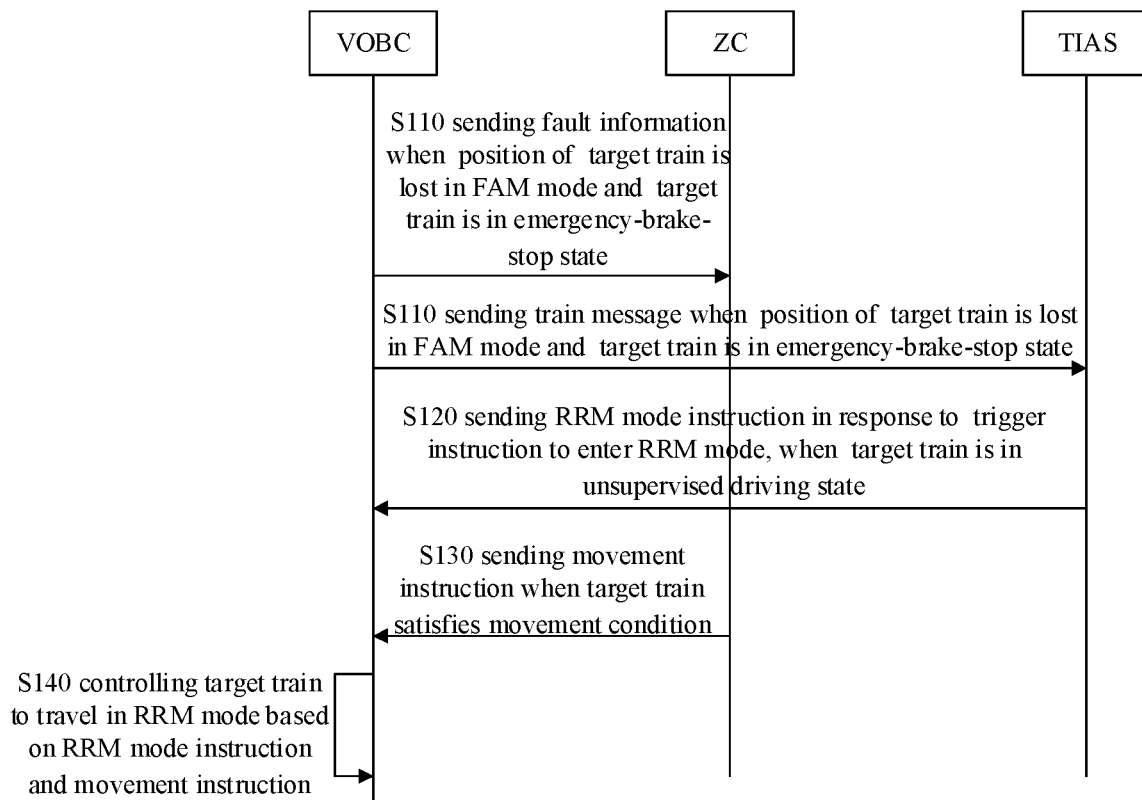 VOBC
ZC
TIAS
S110 sending fault information
when position of target train is
lost in FAM mode and target
train is in emergency-brake-
stop state
S110 sending train message when position of target train is lost
in FAM mode and target train is in emergency-brake-stop state
S120 sending RRM mode instruction in response to trigger
instruction to enter RRM mode, when target train is in
unsupervised driving state
S130 sending movement
instruction when target train
satisfies movement condition
S140 controlling target train
to travel in RRM mode based
on RRM mode instruction
and movement instruction